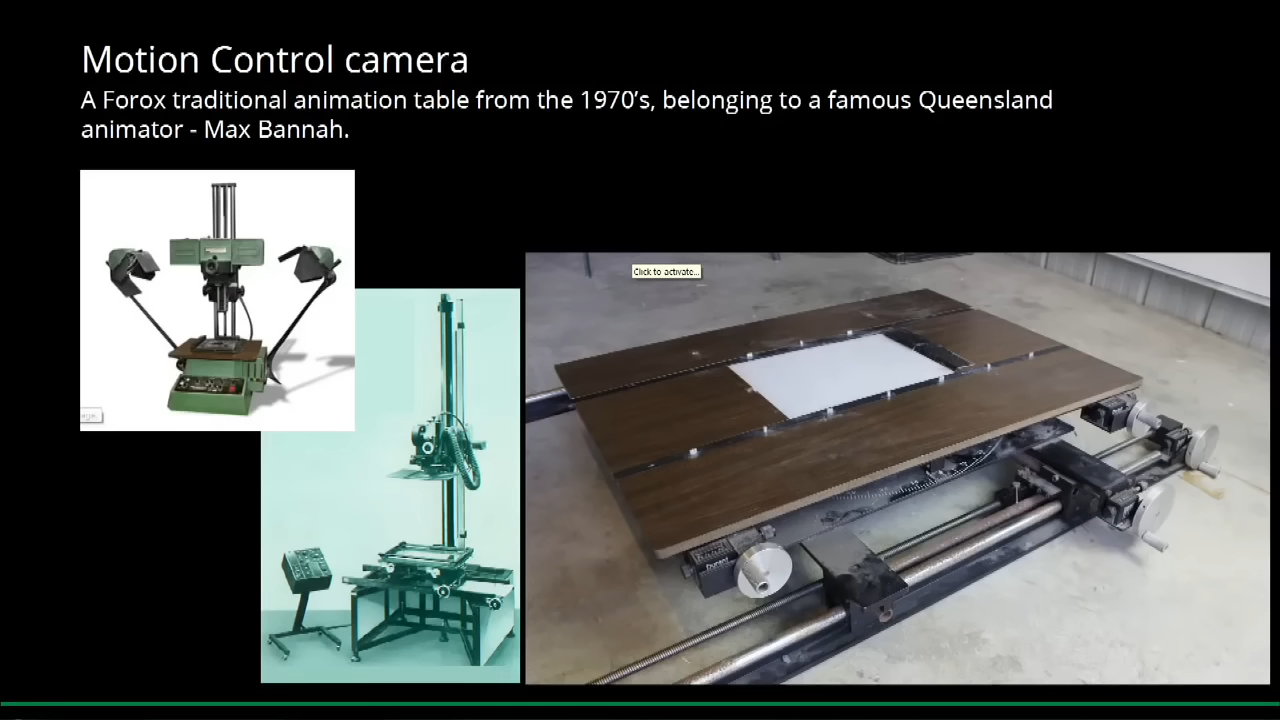 Motion Control camera
A Forox traditional animation table from the 1970’s, belonging to a famous Queensland
animator - Max Bannah.
Click to activate...